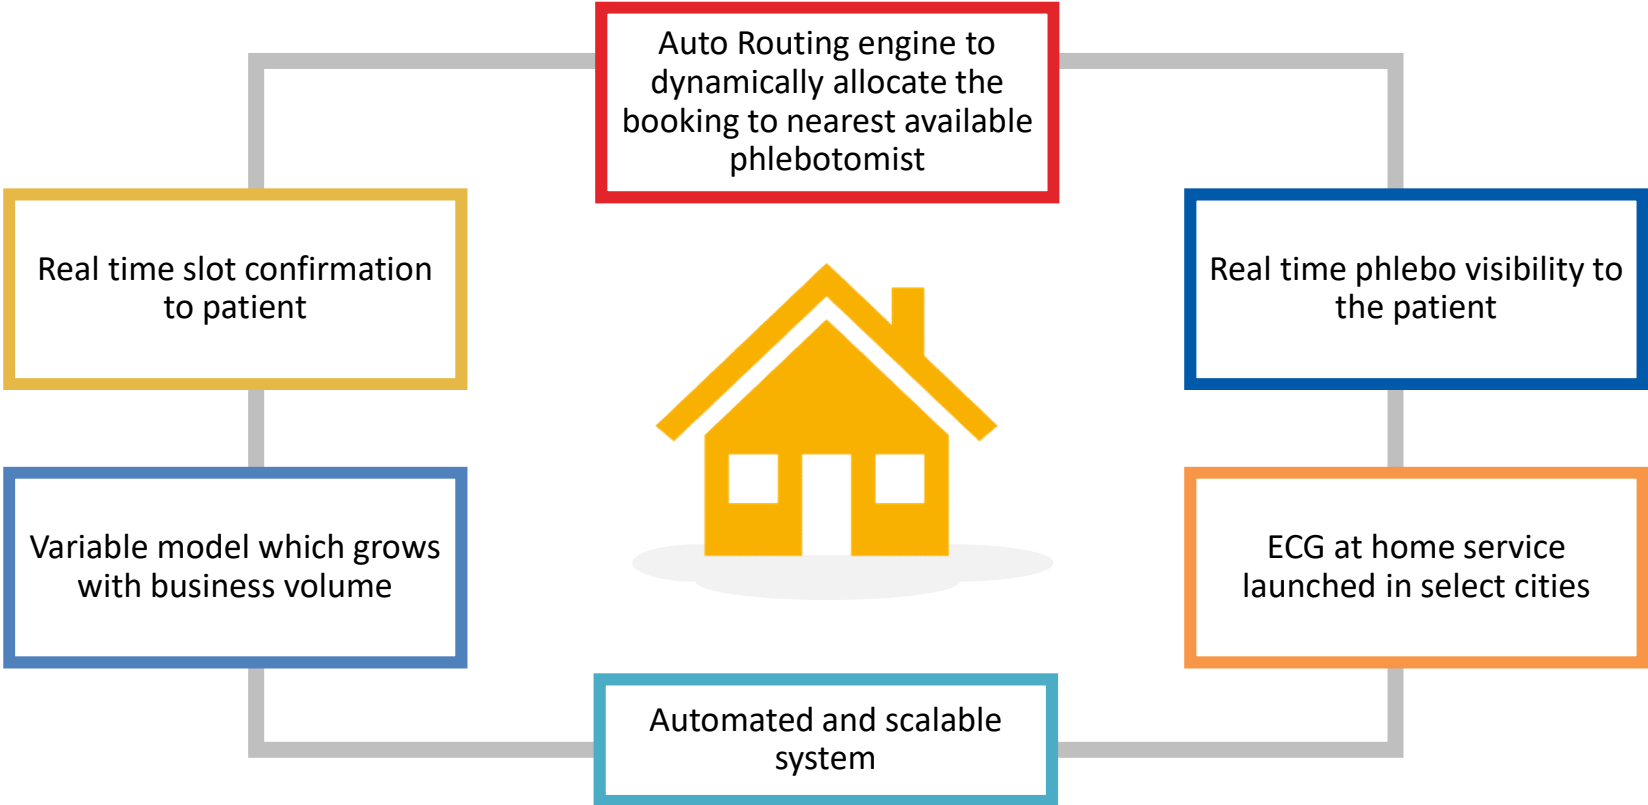 Auto Routing engine to
dynamically allocate the
booking to nearest available
phlebotomist
Real time slot confirmation
to patient
Real time phlebo visibility to
the patient
Variable model which grows
with business volume
ECG at home service
launched in select cities
Automated and scalable
system